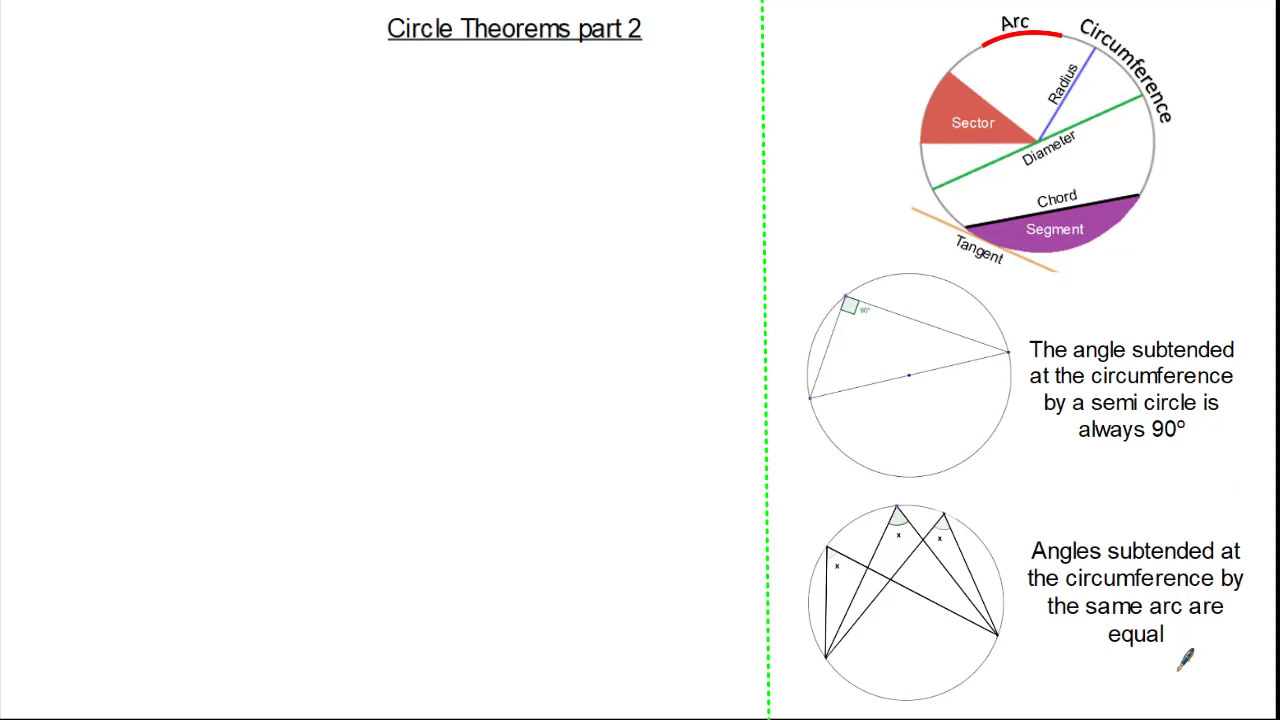 Circle Theorems part 2
Arc
Circumference
Radius
Sector
Diameter
Chord
Segment
Tangent
90°
The angle subtended
at the circumference
by a semi circle is
always 90º
x
x
x
Angles subtended at
the circumference by
the same arc are
equal